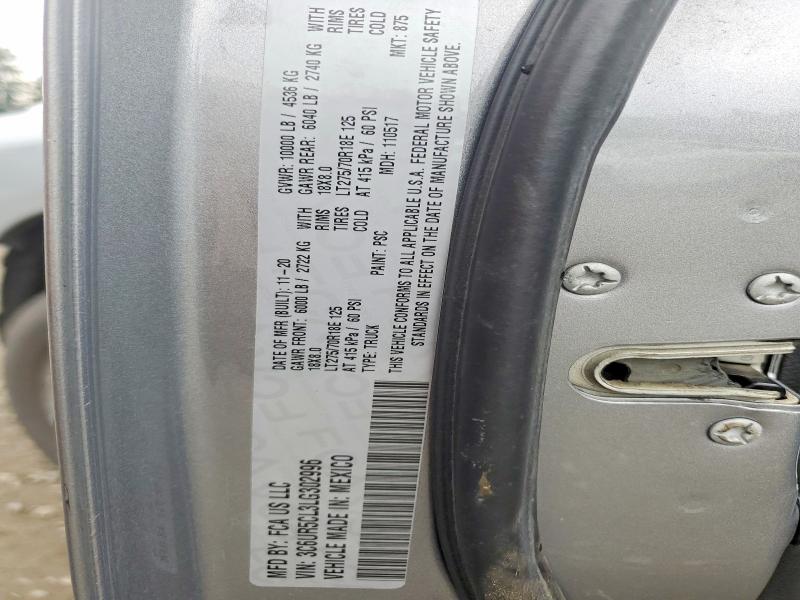 MFD BY: FCA US LLC
DATE OF MFR (BUILT): 11-20 GVWR: 10000 LB / 4536 KG
GAWR FRONT: 6000 LB / 2722 KG WITH GAWR REAR: 6040 LB / 2740 KG WITH
18X8.0 RIMS 18X8.0 RIMS
LT275/70R18E 125 TIRES LT275/70R18E 125 TIRES
AT 415 kPa / 60 PSI COLD AT 415 kPa / 60 PSI COLD
VIN: 3C6UR5CL3LG302996
TYPE: TRUCK PAINT: PSC MDH: 110517 MKT: 875
VEHICLE MADE IN: MEXICO
THIS VEHICLE CONFORMS TO ALL APPLICABLE U.S.A. FEDERAL MOTOR VEHICLE SAFETY
STANDARDS IN EFFECT ON THE DATE OF MANUFACTURE SHOWN ABOVE.